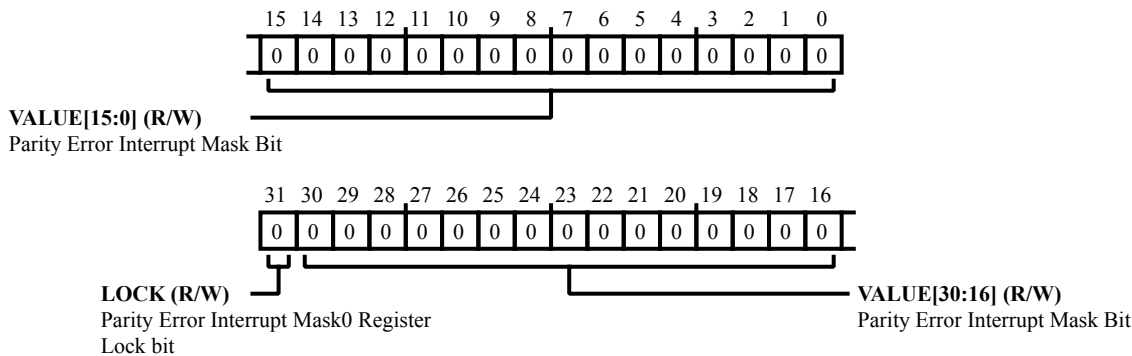 15 14 13 12 11 10 9 8 7 6 5 4 3 2 1 0
0 0 0 0 0 0 0 0 0 0 0 0 0 0 0 0
VALUE[15:0] (R/W)
Parity Error Interrupt Mask Bit
31 30 29 28 27 26 25 24 23 22 21 20 19 18 17 16
0 0 0 0 0 0 0 0 0 0 0 0 0 0 0 0
LOCK (R/W)
Parity Error Interrupt Mask0 Register
Lock bit
VALUE[30:16] (R/W)
Parity Error Interrupt Mask Bit